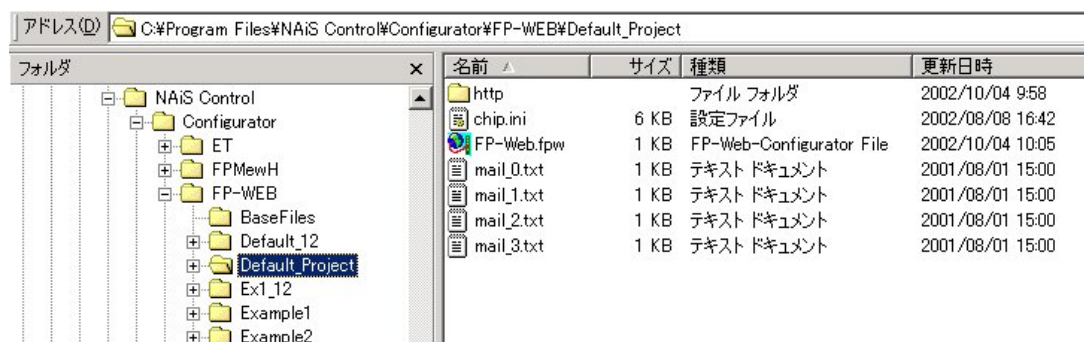 アドレス(D) C:¥Program Files¥NAiS Control¥Configurator¥FP-WEB¥Default_Project
フォルダ ×
NAiS Control
Configurator
ET
FPMewH
FP-WEB
BaseFiles
Default_12
Default_Project
Ex1_12
Example1
Example2
名前 サイズ 種類 更新日時
http ファイル フォルダ 2002/10/04 9:58
chip.ini 6 KB 設定ファイル 2002/08/08 16:42
FP-Web.fpw 1 KB FP-Web-Configurator File 2002/10/04 10:05
mail_0.txt 1 KB テキスト ドキュメント 2001/08/01 15:00
mail_1.txt 1 KB テキスト ドキュメント 2001/08/01 15:00
mail_2.txt 1 KB テキスト ドキュメント 2001/08/01 15:00
mail_3.txt 1 KB テキスト ドキュメント 2001/08/01 15:00